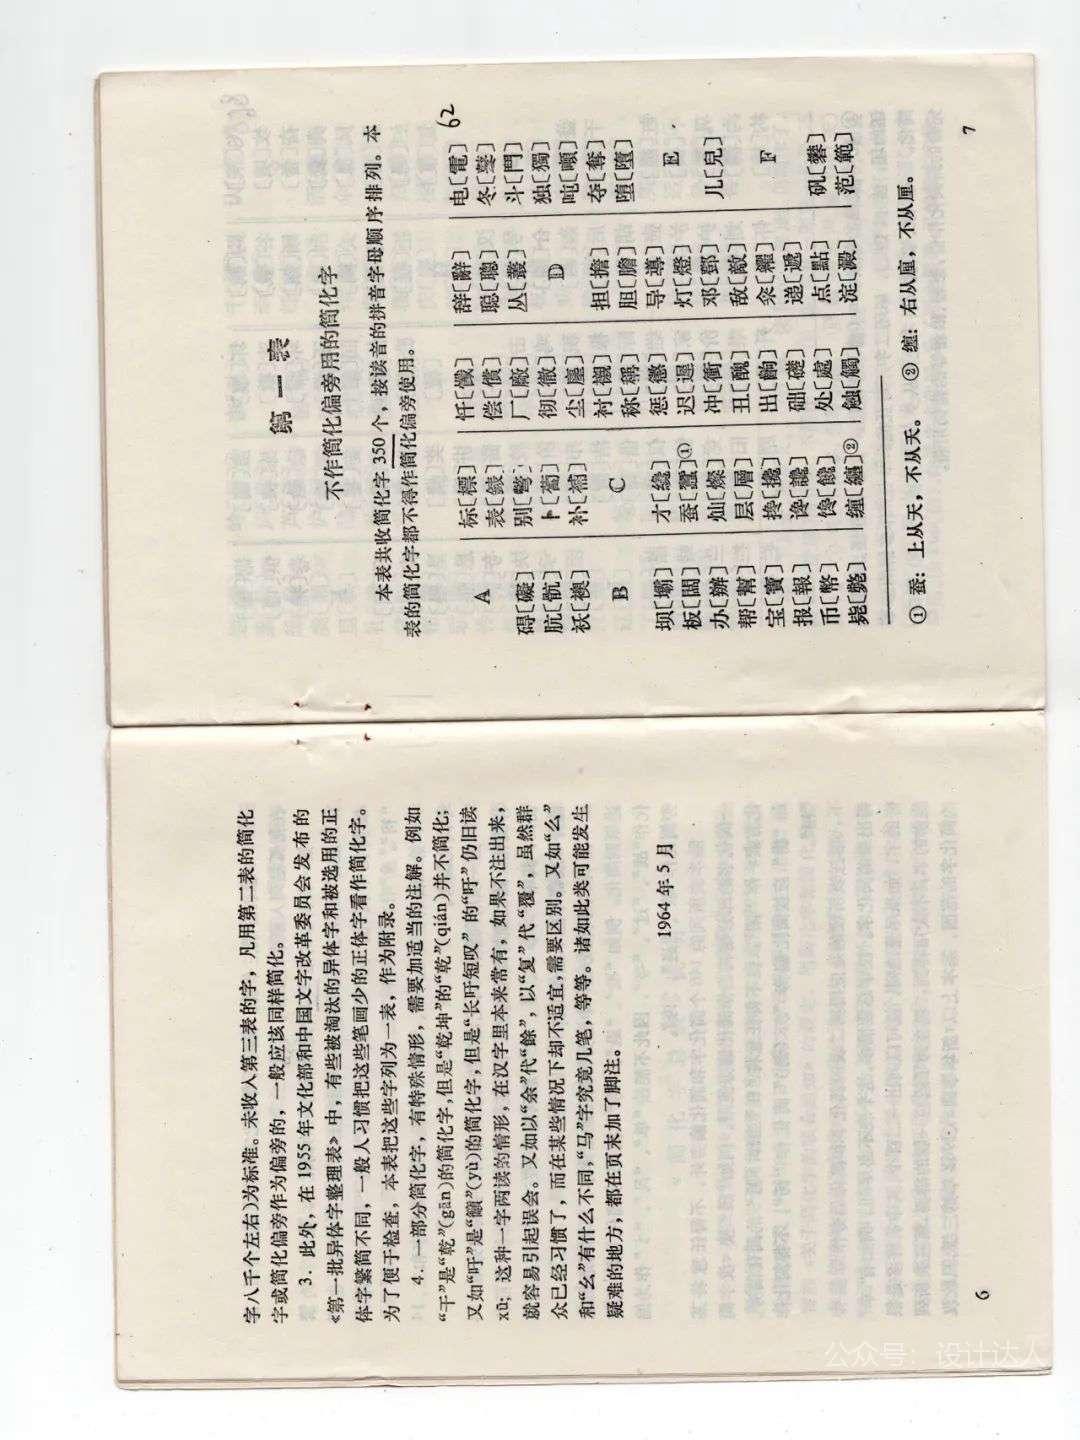 字八千个左右)为标准。未收入第三表的字，凡用第二表的简化
字或简化偏旁作为偏旁的，一般应该同样简化。
3. 此外，在1955年文化部和中国文字改革委员会发布的
《第一批异体字整理表》中，有些被淘汰的异体字和被选用的正
体字繁简不同，一般人习惯把这些笔画少的正体字看作简化字。
为了便于检查，本表把这些字列为一表，作为附录。
4. 一部分简化字，有特殊情形，需要加适当的注解。例如
“干”是“乾”(gān)的简化字，但是“乾坤”的“乾”(qián)并不简化；
又如“吁”是“籲”(yù)的简化字，但是“长吁短叹”的“吁”仍旧读
xū；这种一字两读的情形，在汉字里本来常有，如果不注出来，
就容易引起误会。又如以“余”代“餘”，以“复”代“覆”，虽然群
众已经习惯了，而在某些情况下却不适宜，需要区别。又如“么”
和“幺”有什么不同，“马”字究竟几笔，等等。诸如此类可能发生
疑难的地方，都在页末加了脚注。
1964年5月
6
第一表
不作简化偏旁用的简化字
本表共收简化字350个，按读音的拼音字母顺序排列。本
表的简化字都不得作简化偏旁使用。
62
A
碍[礙]
肮[骯]
袄[襖]
B
坝[壩]
板[闆]
办[辦]
帮[幫]
宝[寶]
报[報]
币[幣]
毙[斃]
标[標]
表[錶]
别[彆]
卜[蔔]
补[補]
C
才[纔]
蚕[蠶]①
灿[燦]
层[層]
搀[攙]
谗[讒]
馋[饞]
缠[纏]②
忏[懺]
偿[償]
厂[廠]
彻[徹]
尘[塵]
衬[襯]
称[稱]
惩[懲]
迟[遲]
冲[衝]
丑[醜]
出[齣]
础[礎]
处[處]
触[觸]
辞[辭]
聪[聰]
丛[叢]
D
担[擔]
胆[膽]
导[導]
灯[燈]
邓[鄧]
敌[敵]
籴[糴]
递[遞]
点[點]
淀[澱]
电[電]
冬[鼕]
斗[鬥]
独[獨]
吨[噸]
夺[奪]
堕[墮]
E
儿[兒]
F
矾[礬]
范[範]
① 蚕：上从天，不从夭。 ② 缠：右从㢆，不从厘。
7
公众号：设计达人